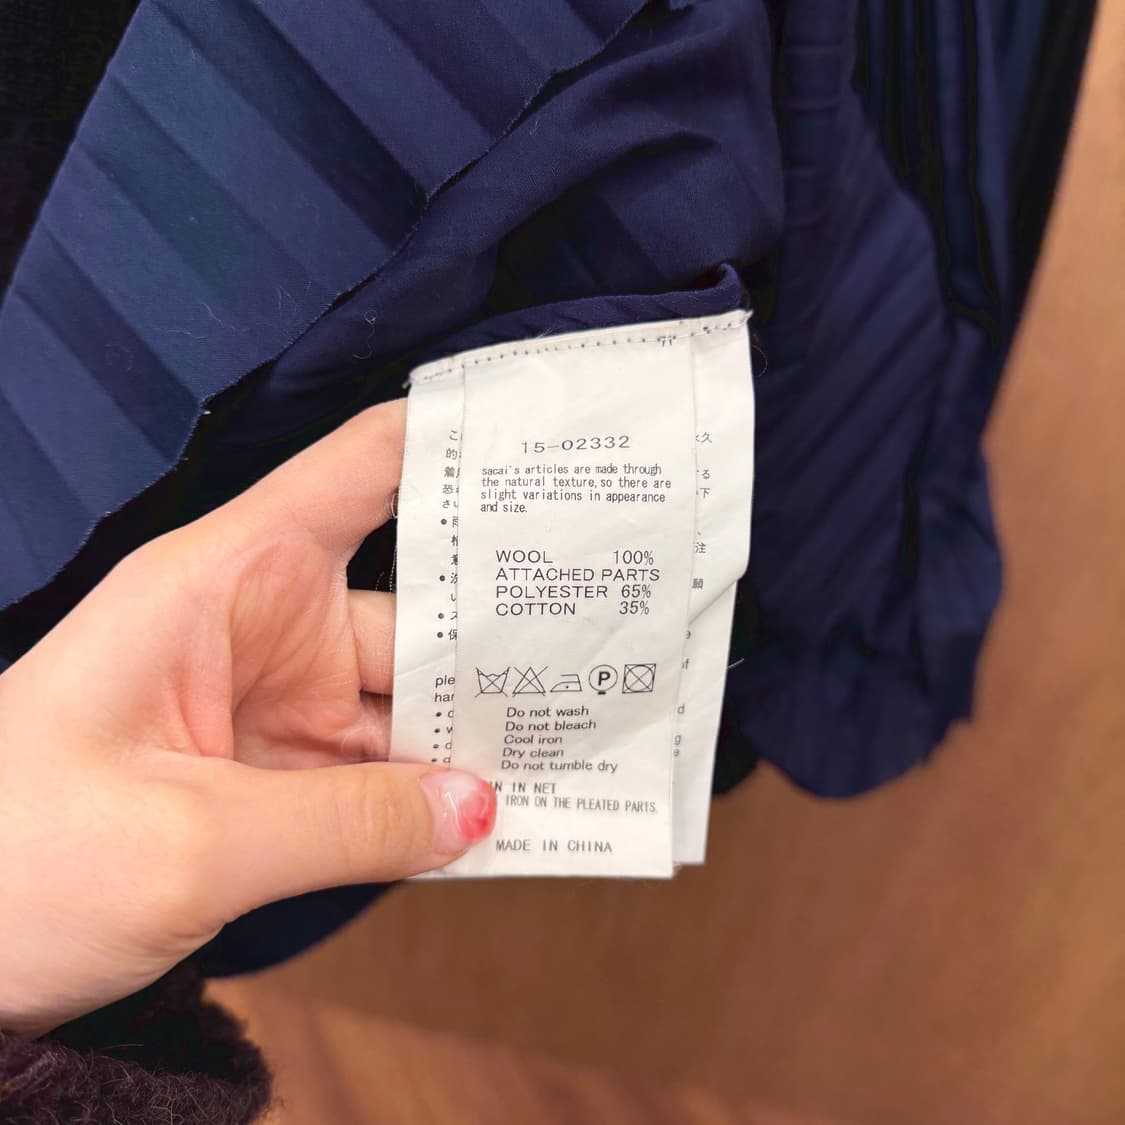 15-02332
sacai's articles are made through
the natural texture, so there are
slight variations in appearance
and size.
WOOL 100%
ATTACHED PARTS
POLYESTER 65%
COTTON 35%
P
Do not wash
Do not bleach
Cool iron
Dry clean
Do not tumble dry
IN NET
IRON ON THE PLEATED PARTS.
MADE IN CHINA